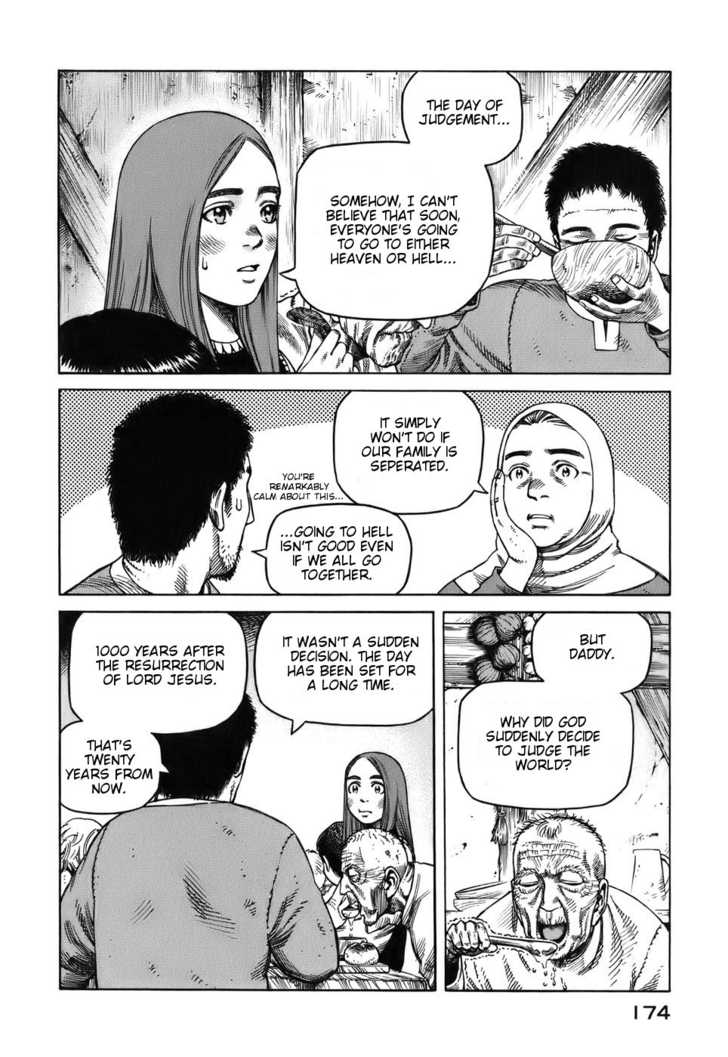 THE DAY OF
JUDGEMENT...
SOMEHOW, I CAN'T
BELIEVE THAT SOON,
EVERYONE'S GOING
TO GO TO EITHER
HEAVEN OR HELL...
IT SIMPLY
WON'T DO IF
OUR FAMILY IS
SEPERATED.
YOU'RE
REMARKABLY
CALM ABOUT THIS...
...GOING TO HELL
ISN'T GOOD EVEN
IF WE ALL GO
TOGETHER.
BUT
DADDY.
WHY DID GOD
SUDDENLY DECIDE
TO JUDGE THE
WORLD?
IT WASN'T A SUDDEN
DECISION. THE DAY
HAS BEEN SET FOR
A LONG TIME.
1000 YEARS AFTER
THE RESURRECTION
OF LORD JESUS.
THAT'S
TWENTY
YEARS FROM
NOW.
174